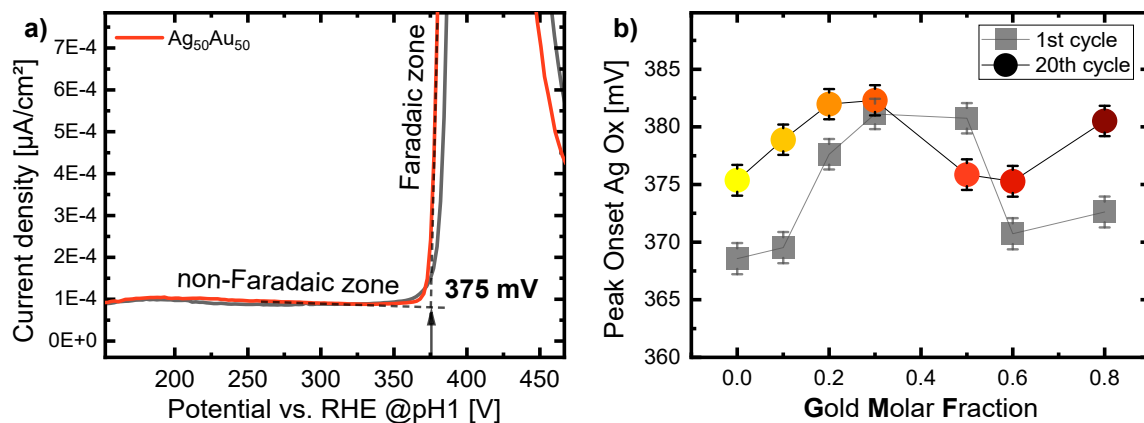 a)
Ag₅₀Au₅₀
7E-4
6E-4
5E-4
4E-4
3E-4
2E-4
1E-4
0E+0
Current density [µA/cm²]
Faradaic zone
non-Faradaic zone
375 mV
200 250 300 350 400 450
Potential vs. RHE @pH1 [V]
b)
1st cycle
20th cycle
385
380
375
370
365
360
Peak Onset Ag Ox [mV]
0.0 0.2 0.4 0.6 0.8
Gold Molar Fraction